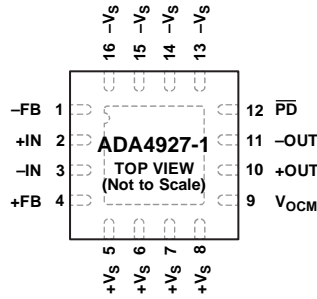 –VS –VS –VS –VS
16 15 14 13
–FB 1
+IN 2
–IN 3
+FB 4
ADA4927-1
TOP VIEW
(Not to Scale)
12 PD
11 –OUT
10 +OUT
9 VOCM
5 6 7 8
+VS +VS +VS +VS